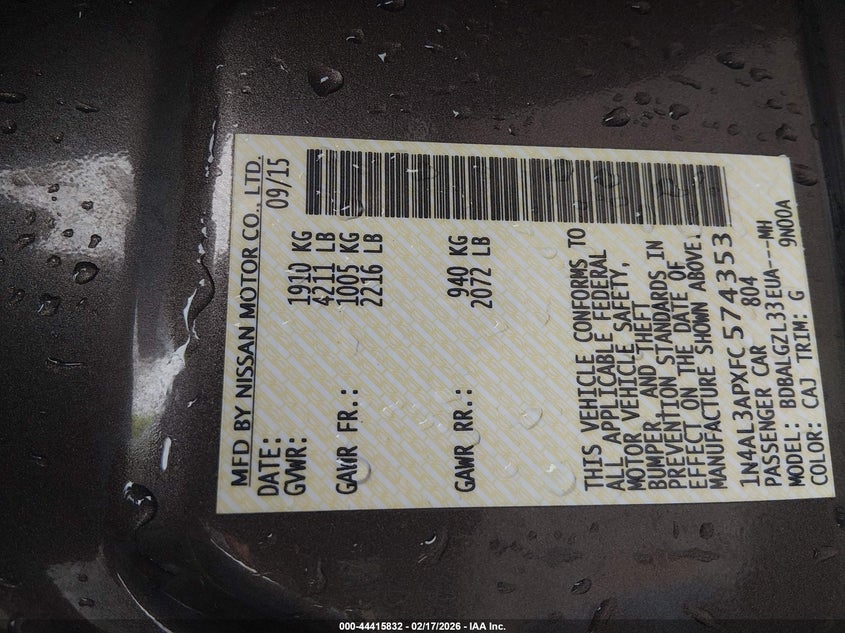 MFD BY NISSAN MOTOR CO., LTD.
DATE: 09/15
GVWR: 1910 KG
4211 LB
GAWR FR.: 1005 KG
2216 LB
GAWR RR.: 940 KG
2072 LB
THIS VEHICLE CONFORMS TO
ALL APPLICABLE FEDERAL
MOTOR VEHICLE SAFETY,
BUMPER AND THEFT
PREVENTION STANDARDS IN
EFFECT ON THE DATE OF
MANUFACTURE SHOWN ABOVE.
1N4AL3APXFC574353
PASSENGER CAR 804
MODEL: BDBALGZL33EUA---MH
COLOR: CAJ TRIM: G 9N00A
000-44415832 - 02/17/2026 - IAA Inc.